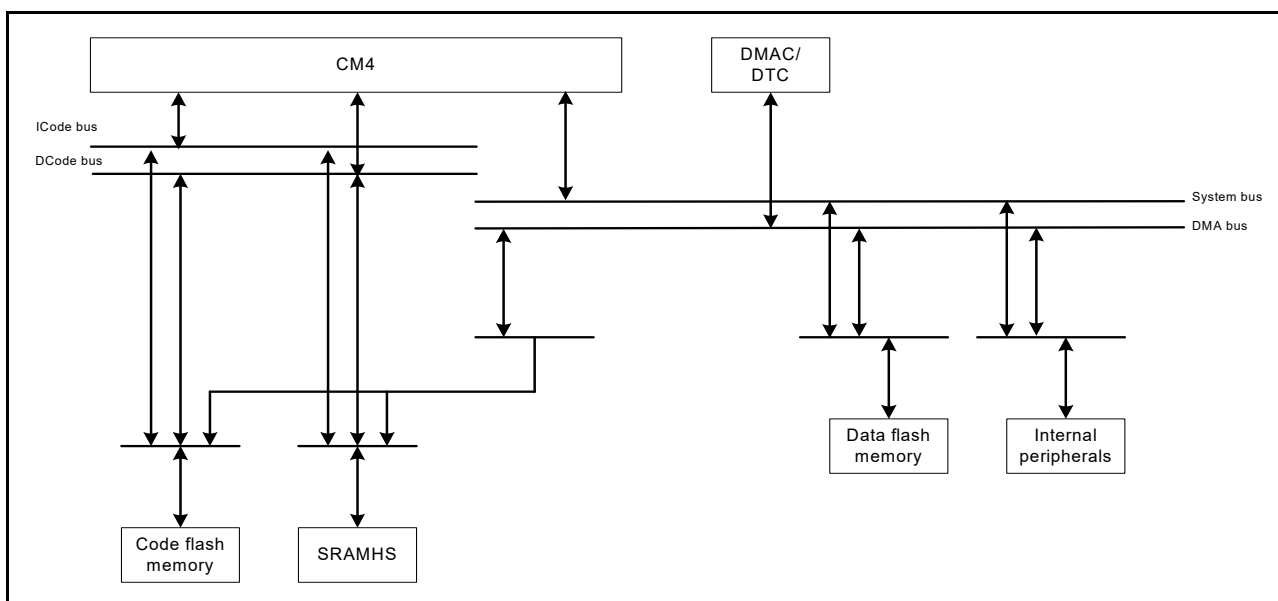 CM4
DMAC/
DTC
ICode bus
DCode bus
System bus
DMA bus
Data flash
memory
Internal
peripherals
Code flash
memory
SRAMHS